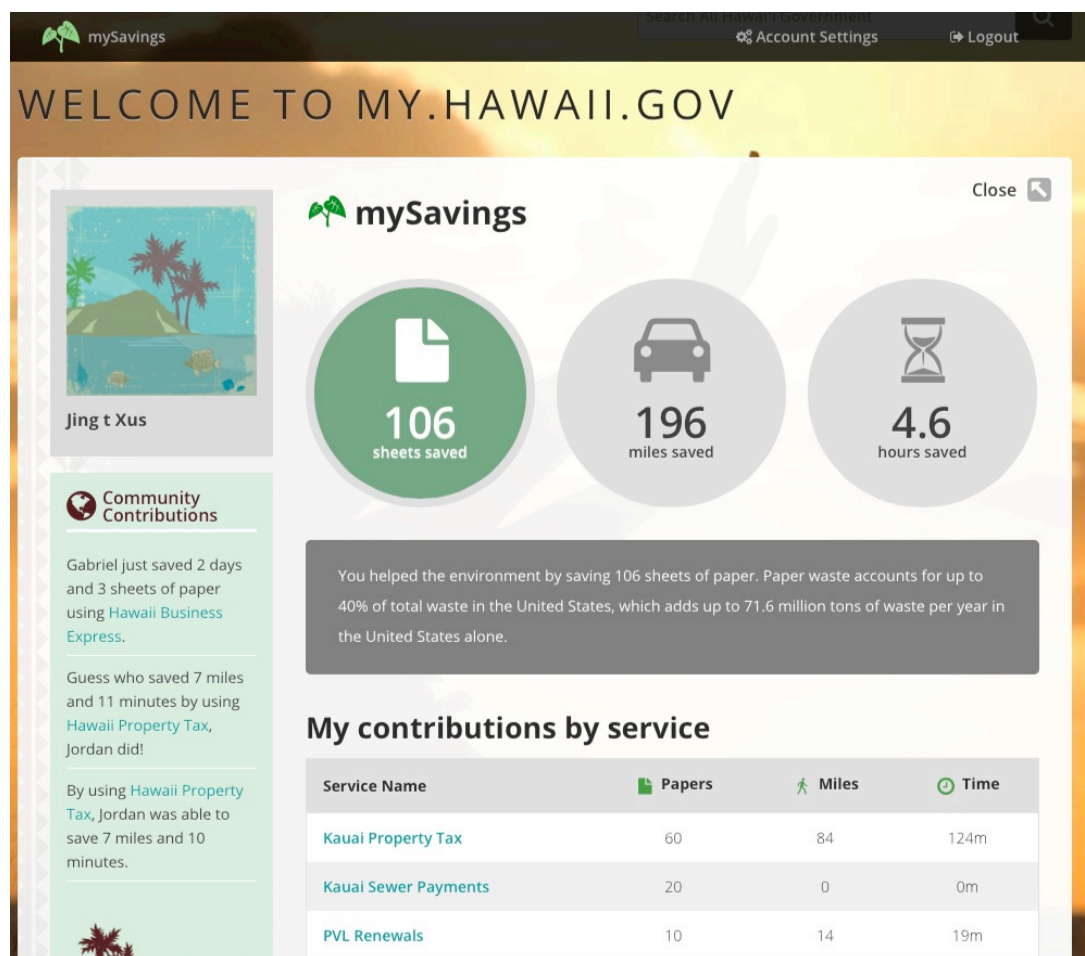 Search All Hawai'i Government
mySavings
Account Settings
Logout
WELCOME TO MY.HAWAII.GOV
Close
mySavings
Jing t Xus
106
sheets saved
196
miles saved
4.6
hours saved
Community
Contributions
Gabriel just saved 2 days
and 3 sheets of paper
using Hawaii Business
Express.
Guess who saved 7 miles
and 11 minutes by using
Hawaii Property Tax,
Jordan did!
By using Hawaii Property
Tax, Jordan was able to
save 7 miles and 10
minutes.
You helped the environment by saving 106 sheets of paper. Paper waste accounts for up to
40% of total waste in the United States, which adds up to 71.6 million tons of waste per year in
the United States alone.
My contributions by service
Service Name Papers Miles Time
Kauai Property Tax 60 84 124m
Kauai Sewer Payments 20 0 0m
PVL Renewals 10 14 19m